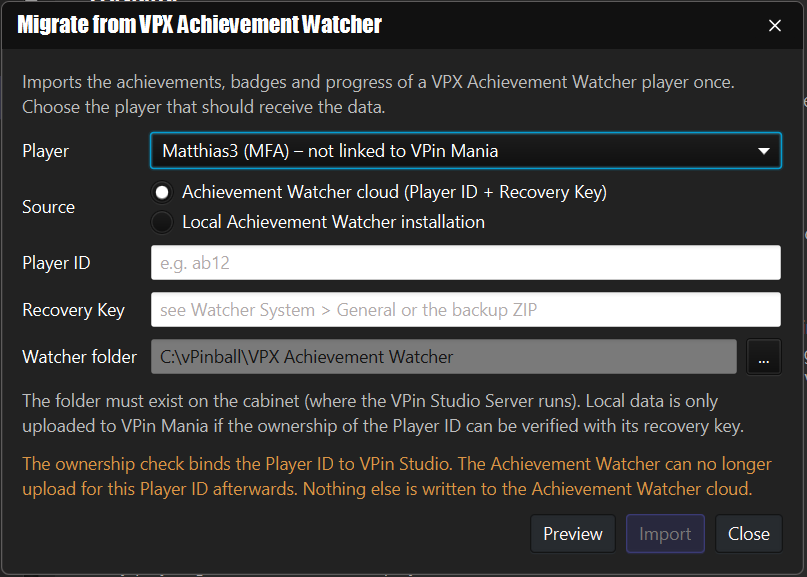 Migrate from VPX Achievement Watcher
Imports the achievements, badges and progress of a VPX Achievement Watcher player once.
Choose the player that should receive the data.
Player
Matthias3 (MFA) – not linked to VPin Mania
Source
Achievement Watcher cloud (Player ID + Recovery Key)
Local Achievement Watcher installation
Player ID
e.g. ab12
Recovery Key
see Watcher System > General or the backup ZIP
Watcher folder
C:\vPinball\VPX Achievement Watcher
...
The folder must exist on the cabinet (where the VPin Studio Server runs). Local data is only
uploaded to VPin Mania if the ownership of the Player ID can be verified with its recovery key.
The ownership check binds the Player ID to VPin Studio. The Achievement Watcher can no longer
upload for this Player ID afterwards. Nothing else is written to the Achievement Watcher cloud.
Preview
Import
Close